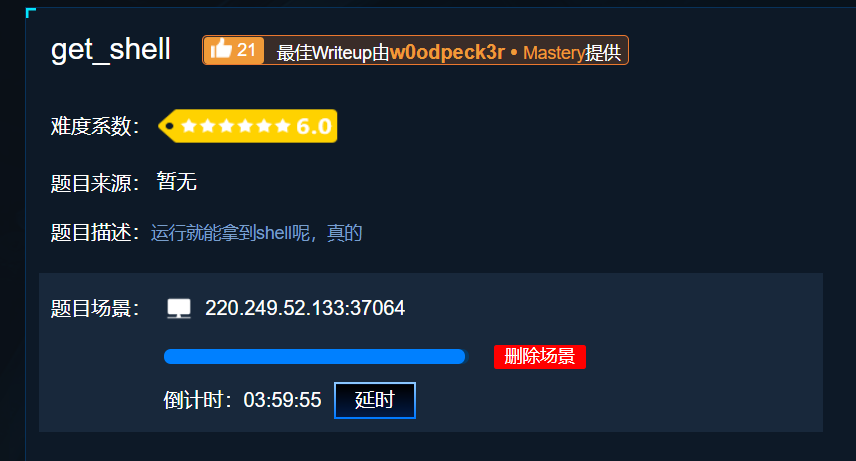 get_shell 21 最佳Writeup由w0odpeck3r • Mastery提供
难度系数： 6.0
题目来源： 暂无
题目描述：运行就能拿到shell呢，真的
题目场景： 220.249.52.133:37064
删除场景
倒计时：03:59:55 延时